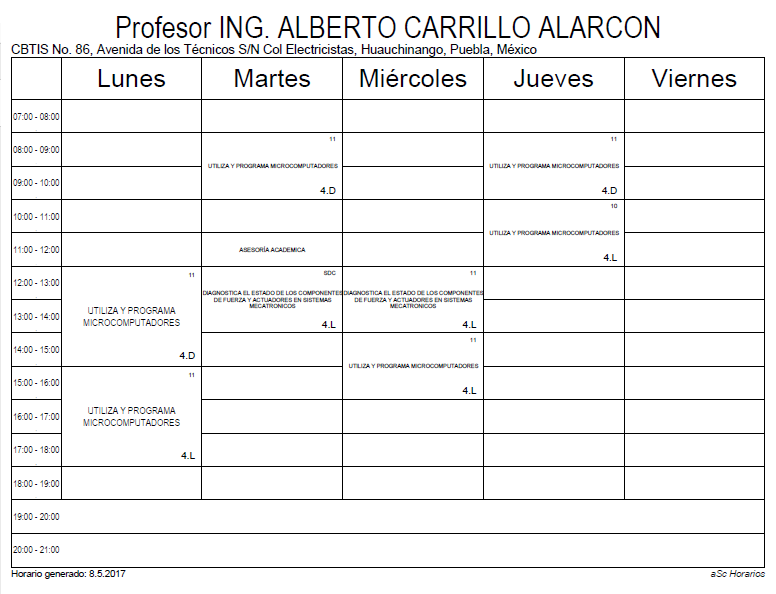 Profesor ING. ALBERTO CARRILLO ALARCON
CBTIS No. 86, Avenida de los Técnicos S/N Col Electricistas, Huauchinango, Puebla, México
Lunes Martes Miércoles Jueves Viernes
07:00 - 08:00
08:00 - 09:00
11
11
UTILIZA Y PROGRAMA MICROCOMPUTADORES
UTILIZA Y PROGRAMA MICROCOMPUTADORES
09:00 - 10:00
4.D
4.D
10:00 - 11:00
10
UTILIZA Y PROGRAMA MICROCOMPUTADORES
11:00 - 12:00
ASESORÍA ACADEMICA
4.L
12:00 - 13:00
11
SDC
11
UTILIZA Y PROGRAMA
MICROCOMPUTADORES
DIAGNOSTICA EL ESTADO DE LOS COMPONENTES
DE FUERZA Y ACTUADORES EN SISTEMAS
MECATRONICOS
DIAGNOSTICA EL ESTADO DE LOS COMPONENTES
DE FUERZA Y ACTUADORES EN SISTEMAS
MECATRONICOS
13:00 - 14:00
4.L
4.L
14:00 - 15:00
4.D
11
UTILIZA Y PROGRAMA MICROCOMPUTADORES
15:00 - 16:00
11
4.L
UTILIZA Y PROGRAMA
MICROCOMPUTADORES
16:00 - 17:00
17:00 - 18:00
4.L
18:00 - 19:00
19:00 - 20:00
20:00 - 21:00
Horario generado: 8.5.2017
aSc Horarios